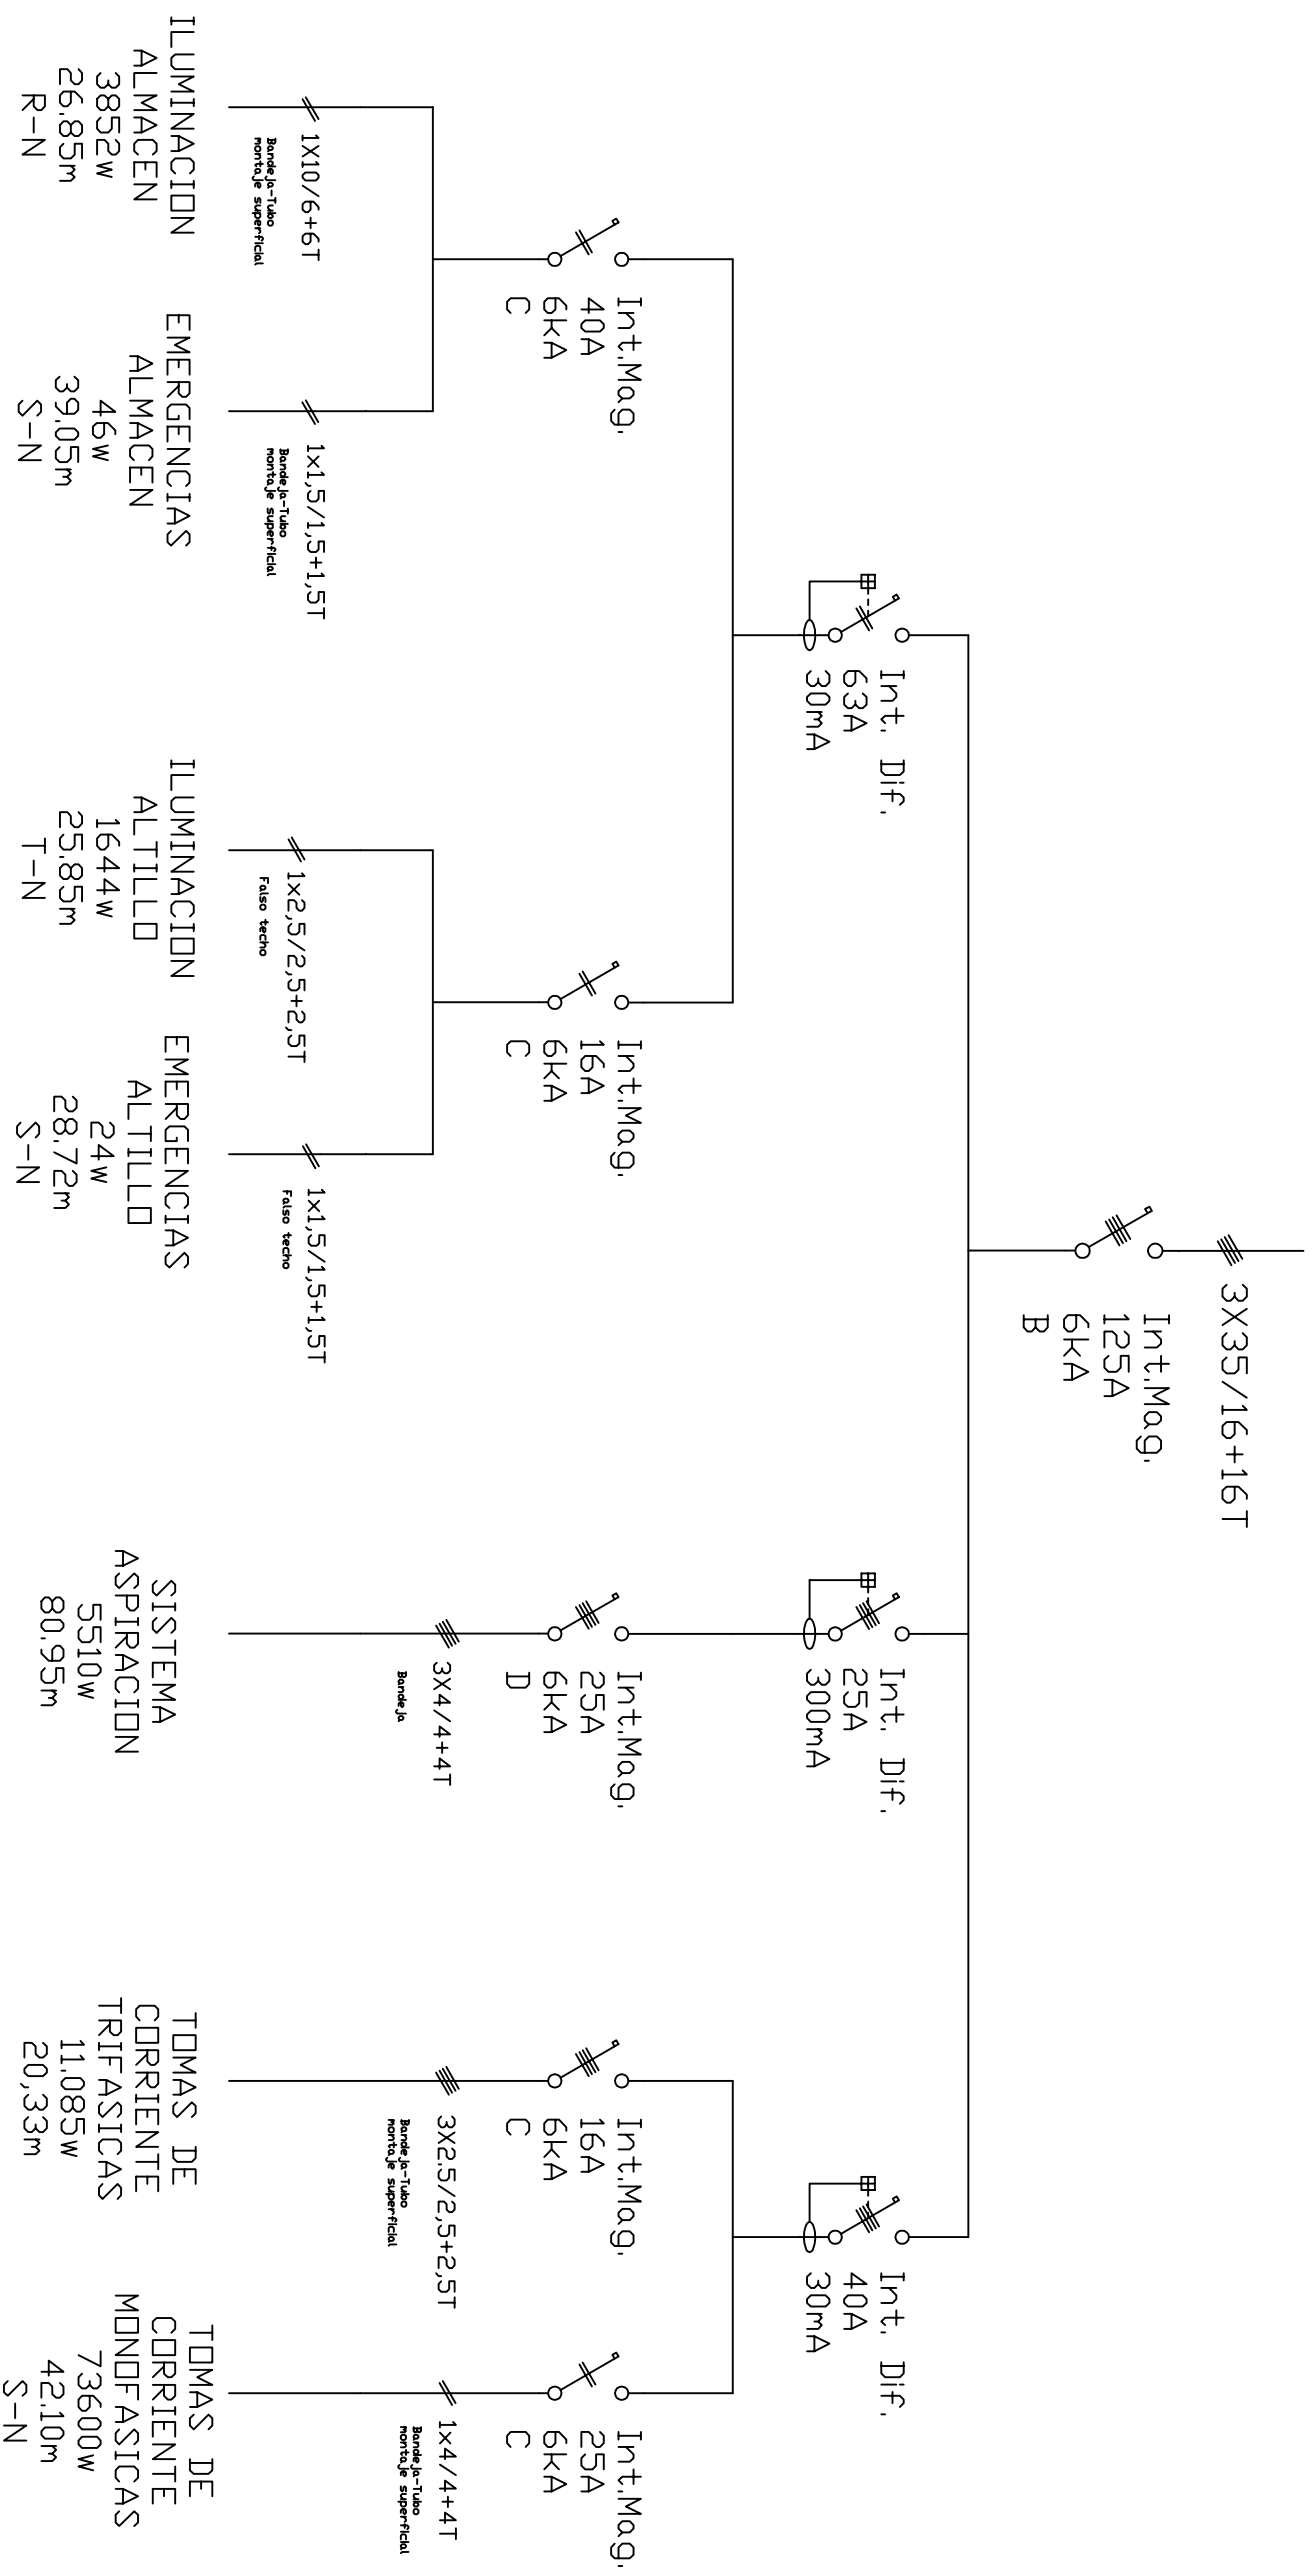 3X35/16+16T
Int.Mag.
125A
6kA
B
Int. Dif.
63A
30mA
Int. Dif.
25A
300mA
Int. Dif.
40A
30mA
Int.Mag.
40A
6kA
C
Int.Mag.
16A
6kA
C
Int.Mag.
25A
6kA
D
Int.Mag.
16A
6kA
C
Int.Mag.
25A
6kA
C
1X10/6+6T
Bandeja-Tubo
montaje superficial
1x1,5/1,5+1,5T
Bandeja-Tubo
montaje superficial
1x2,5/2,5+2,5T
Falso techo
1x1,5/1,5+1,5T
Falso techo
3X4/4+4T
Bandeja
3X2.5/2,5+2,5T
Bandeja-Tubo
montaje superficial
1x4/4+4T
Bandeja-Tubo
montaje superficial
ILUMINACION
ALMACEN
3852w
26.85m
R-N
EMERGENCIAS
ALMACEN
46w
39.05m
S-N
ILUMINACION
ALTILLO
1644w
25.85m
T-N
EMERGENCIAS
ALTILLO
24w
28.72m
S-N
SISTEMA
ASPIRACION
5510w
80.95m
TOMAS DE
CORRIENTE
TRIFASICAS
11.085w
20,33m
TOMAS DE
CORRIENTE
MONOFASICAS
73600w
42.10m
S-N